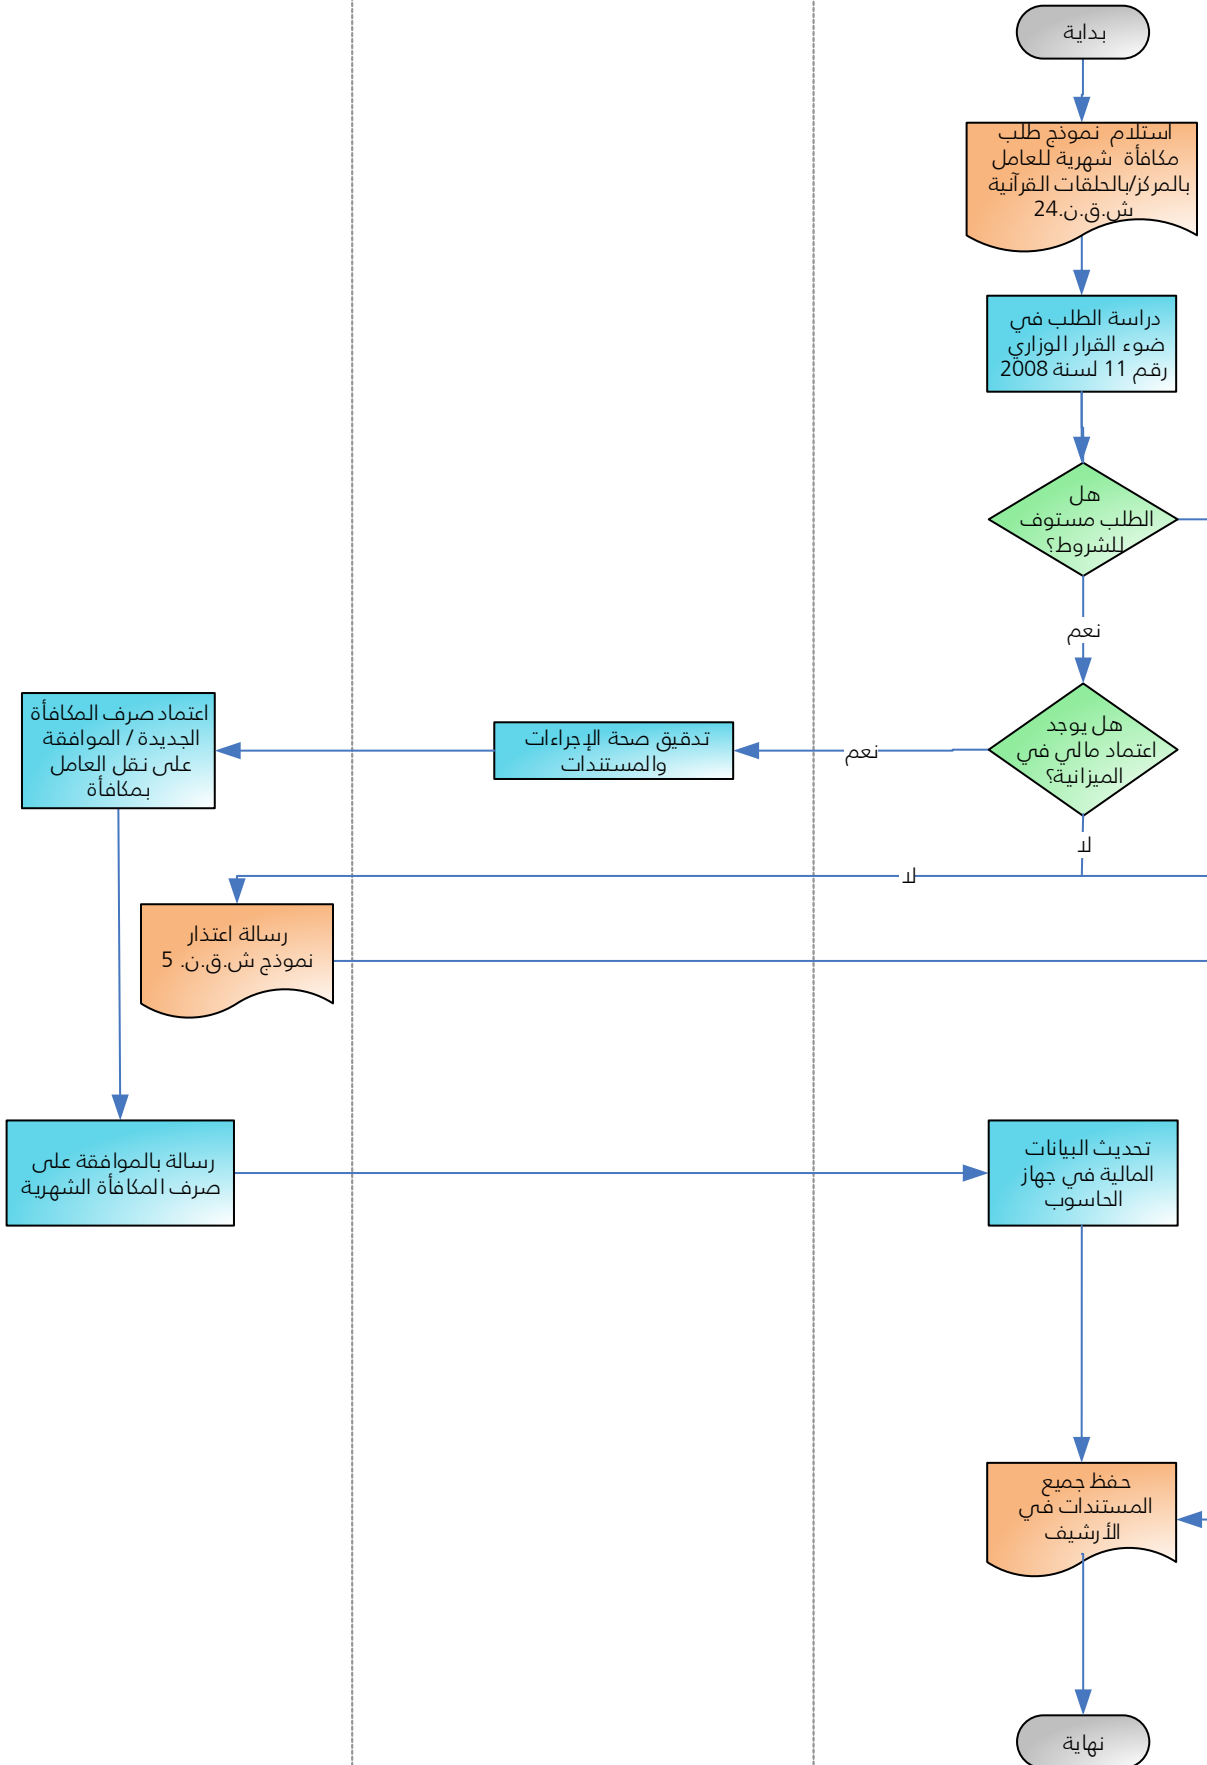 بداية
استلام نموذج طلب
مكافأة شهرية للعامل
بالمركز/بالحلقات القرآنية
ش.ق.ن.24
دراسة الطلب في
ضوء القرار الوزاري
رقم 11 لسنة 2008
هل
الطلب مستوف
للشروط؟
نعم
هل يوجد
اعتماد مالي في
الميزانية؟
نعم
تدقيق صحة الإجراءات
والمستندات
اعتماد صرف المكافأة
الجديدة / الموافقة
على نقل العامل
بمكافأة
لا
لا
رسالة اعتذار
نموذج ش.ق.ن. 5
رسالة بالموافقة على
صرف المكافأة الشهرية
تحديث البيانات
المالية في جهاز
الحاسوب
حفظ جميع
المستندات في
الأرشيف
نهاية